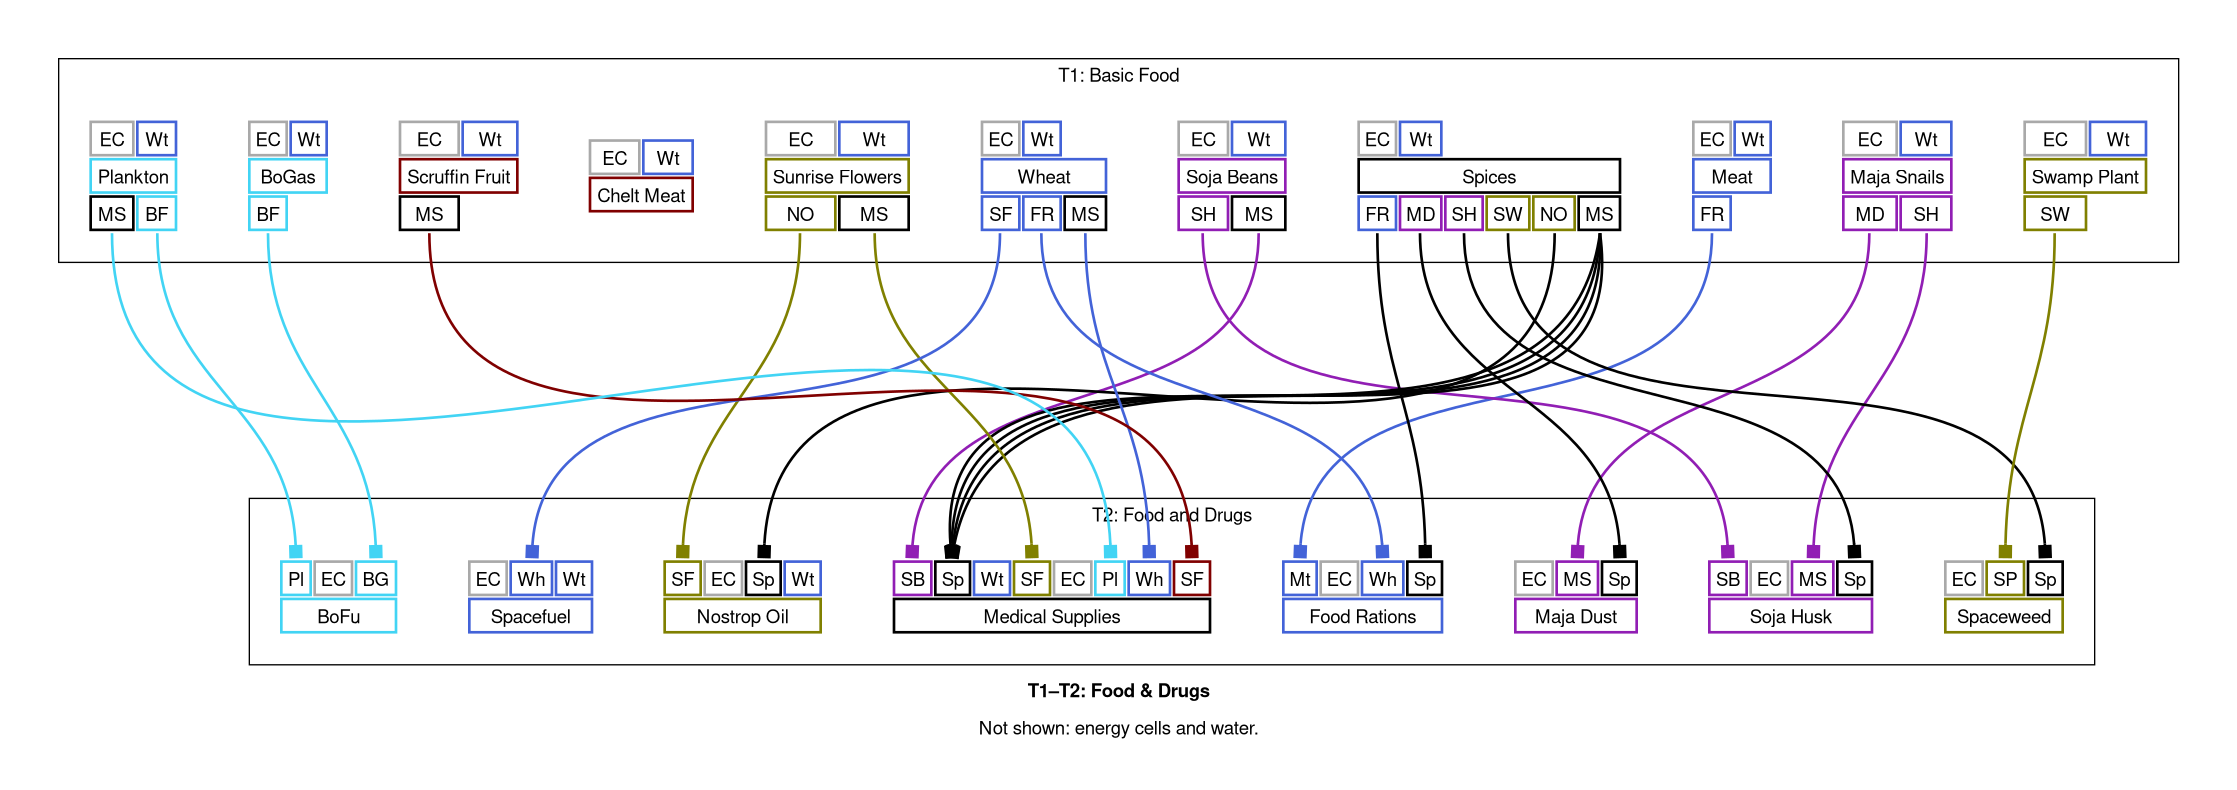 T1: Basic Food
EC Wt EC Wt EC Wt EC Wt EC Wt EC Wt EC Wt EC Wt EC Wt EC Wt EC Wt
Plankton BoGas Scruffin Fruit Chelt Meat Sunrise Flowers Wheat Soja Beans Spices Meat Maja Snails Swamp Plant
MS BF BF MS NO MS SF FR MS SH MS FR MD SH SW NO MS FR MD SH SW
T2: Food and Drugs
Pl EC BG EC Wh Wt SF EC Sp Wt SB Sp Wt SF EC Pl Wh SF Mt EC Wh Sp EC MS Sp SB EC MS Sp EC SP Sp
BoFu Spacefuel Nostrop Oil Medical Supplies Food Rations Maja Dust Soja Husk Spaceweed
T1–T2: Food & Drugs
Not shown: energy cells and water.